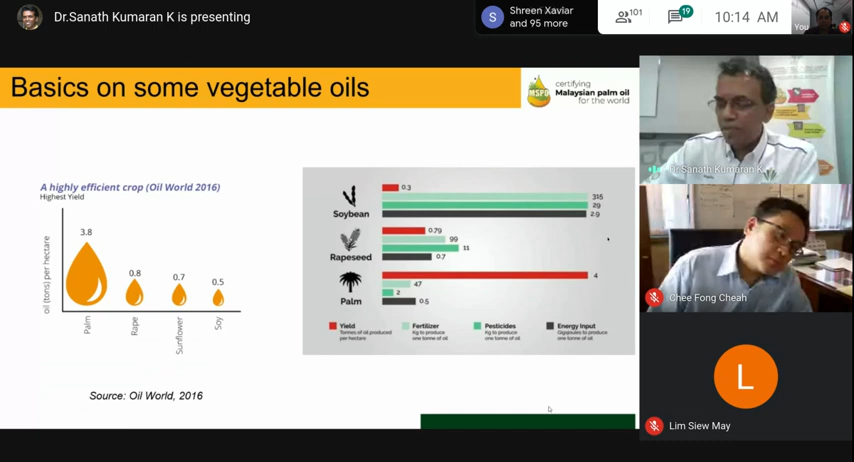 Dr.Sanath Kumaran K is presenting
S
Shreen Xaviar
and 95 more
101
19
10:14 AM
You
Basics on some vegetable oils
MSPO
certifying
Malaysian palm oil
for the world
A highly efficient crop (Oil World 2016)
Highest Yield
oil (tons) per hectare
3.8
0.8
0.7
0.5
Palm
Rape
Sunflower
Soy
Source: Oil World, 2016
Soybean
0.3
315
29
2.9
Rapeseed
0.79
99
11
0.7
Palm
4
47
2
0.5
Yield
Tonnes of oil produced
per hectare
Fertilizer
Kg to produce
one tonne of oil
Pesticides
Kg to produce
one tonne of oil
Energy Input
Gigajoules to produce
one tonne of oil
Dr.Sanath Kumaran K
Chee Fong Cheah
L
Lim Siew May